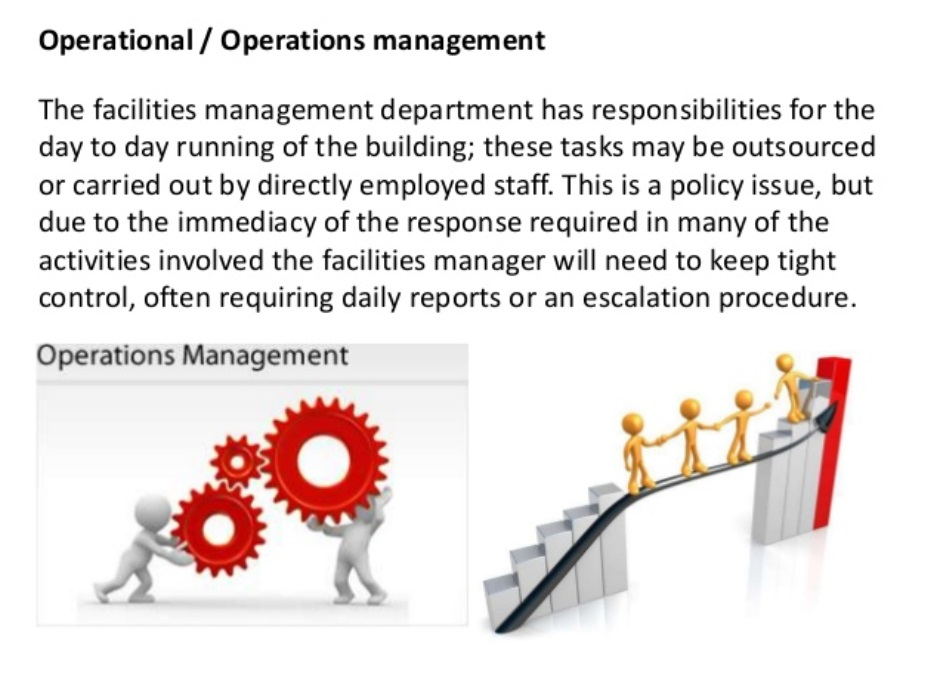 Operational / Operations management
The facilities management department has responsibilities for the
day to day running of the building; these tasks may be outsourced
or carried out by directly employed staff. This is a policy issue, but
due to the immediacy of the response required in many of the
activities involved the facilities manager will need to keep tight
control, often requiring daily reports or an escalation procedure.
Operations Management